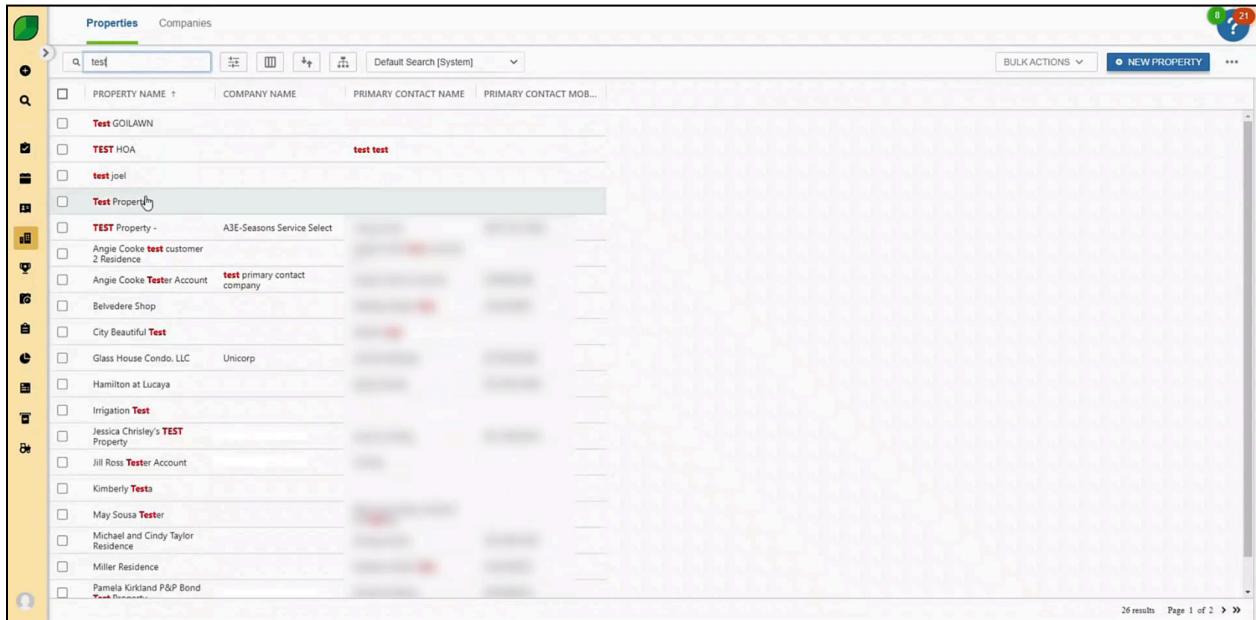 Properties Companies
8 21
?
test Default Search [System] BULK ACTIONS NEW PROPERTY
PROPERTY NAME ↑ COMPANY NAME PRIMARY CONTACT NAME PRIMARY CONTACT MOB...
Test GOILAWN
TEST HOA test test
test joel
Test Property
TEST Property - A3E-Seasons Service Select
Angie Cooke test customer
2 Residence
Angie Cooke Tester Account test primary contact
company
Belvedere Shop
City Beautiful Test
Glass House Condo. LLC Unicorp
Hamilton at Lucaya
Irrigation Test
Jessica Chrisley's TEST
Property
Jill Ross Tester Account
Kimberly Testa
May Sousa Tester
Michael and Cindy Taylor
Residence
Miller Residence
Pamela Kirkland P&P Bond
Test Property
26 results Page 1 of 2